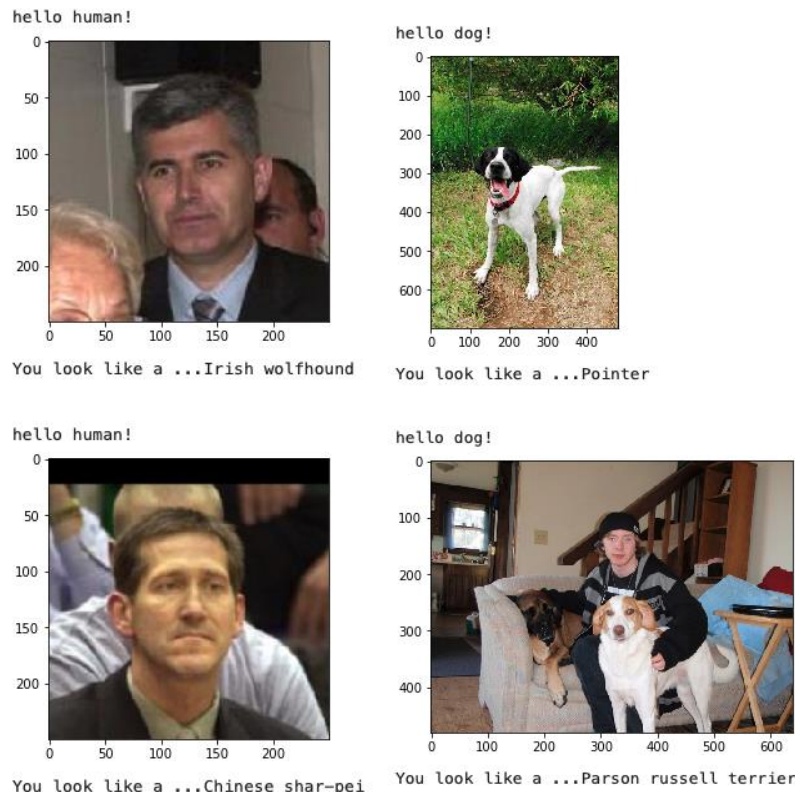 hello human!
0
50
100
150
200
0 50 100 150 200
You look like a ...Irish wolfhound
hello dog!
0
100
200
300
400
500
600
0 100 200 300 400
You look like a ...Pointer
hello human!
0
50
100
150
200
0 50 100 150 200
You look like a ...Chinese shar-pei
hello dog!
0
100
200
300
400
0 100 200 300 400 500 600
You look like a ...Parson russell terrier